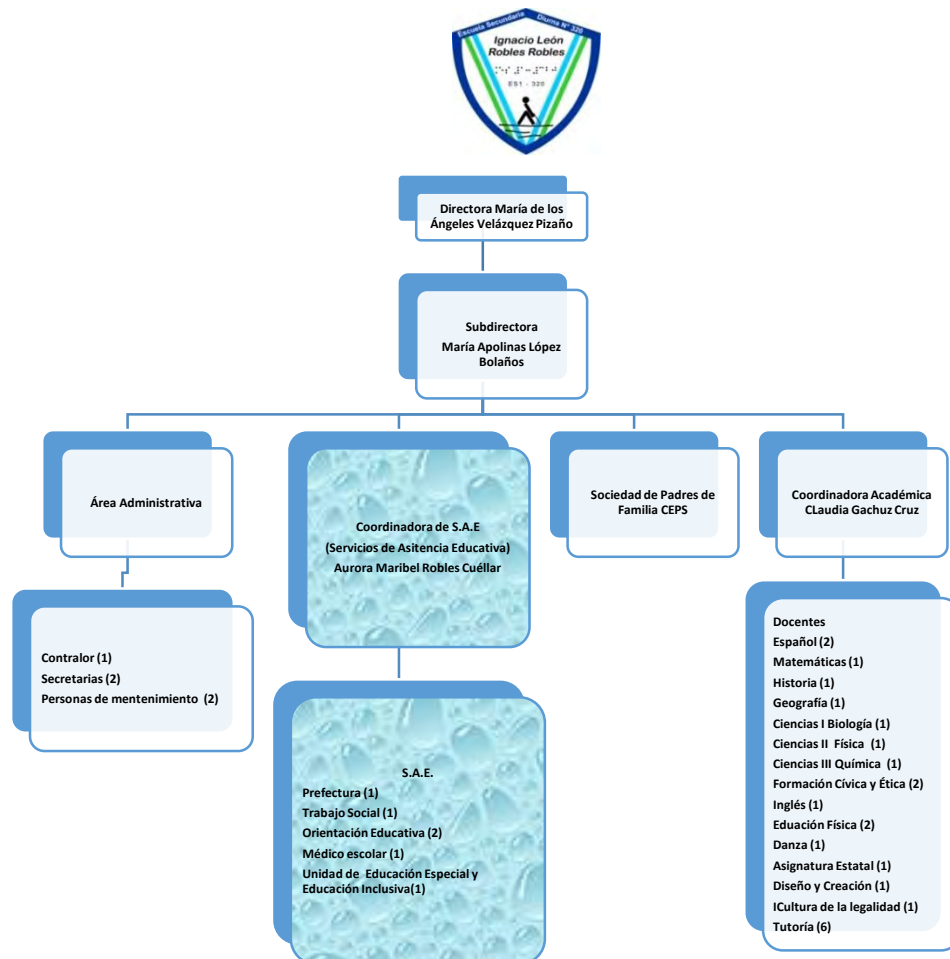 Escuela Secundaria Diurna N° 320
Ignacio León
Robles Robles
ES1 - 320
Directora María de los
Ángeles Velázquez Pizaño
Subdirectora
María Apolinas López
Bolaños
Área Administrativa
Coordinadora de S.A.E
(Servicios de Asitencia Educativa)
Aurora Maribel Robles Cuéllar
Sociedad de Padres de
Familia CEPS
Coordinadora Académica
CLaudia Gachuz Cruz
Contralor (1)
Secretarias (2)
Personas de mentenimiento (2)
S.A.E.
Prefectura (1)
Trabajo Social (1)
Orientación Educativa (2)
Médico escolar (1)
Unidad de Educación Especial y
Educación Inclusiva(1)
Docentes
Español (2)
Matemáticas (1)
Historia (1)
Geografía (1)
Ciencias I Biología (1)
Ciencias II Física (1)
Ciencias III Química (1)
Formación Cívica y Ética (2)
Inglés (1)
Eduación Física (2)
Danza (1)
Asignatura Estatal (1)
Diseño y Creación (1)
ICultura de la legalidad (1)
Tutoría (6)